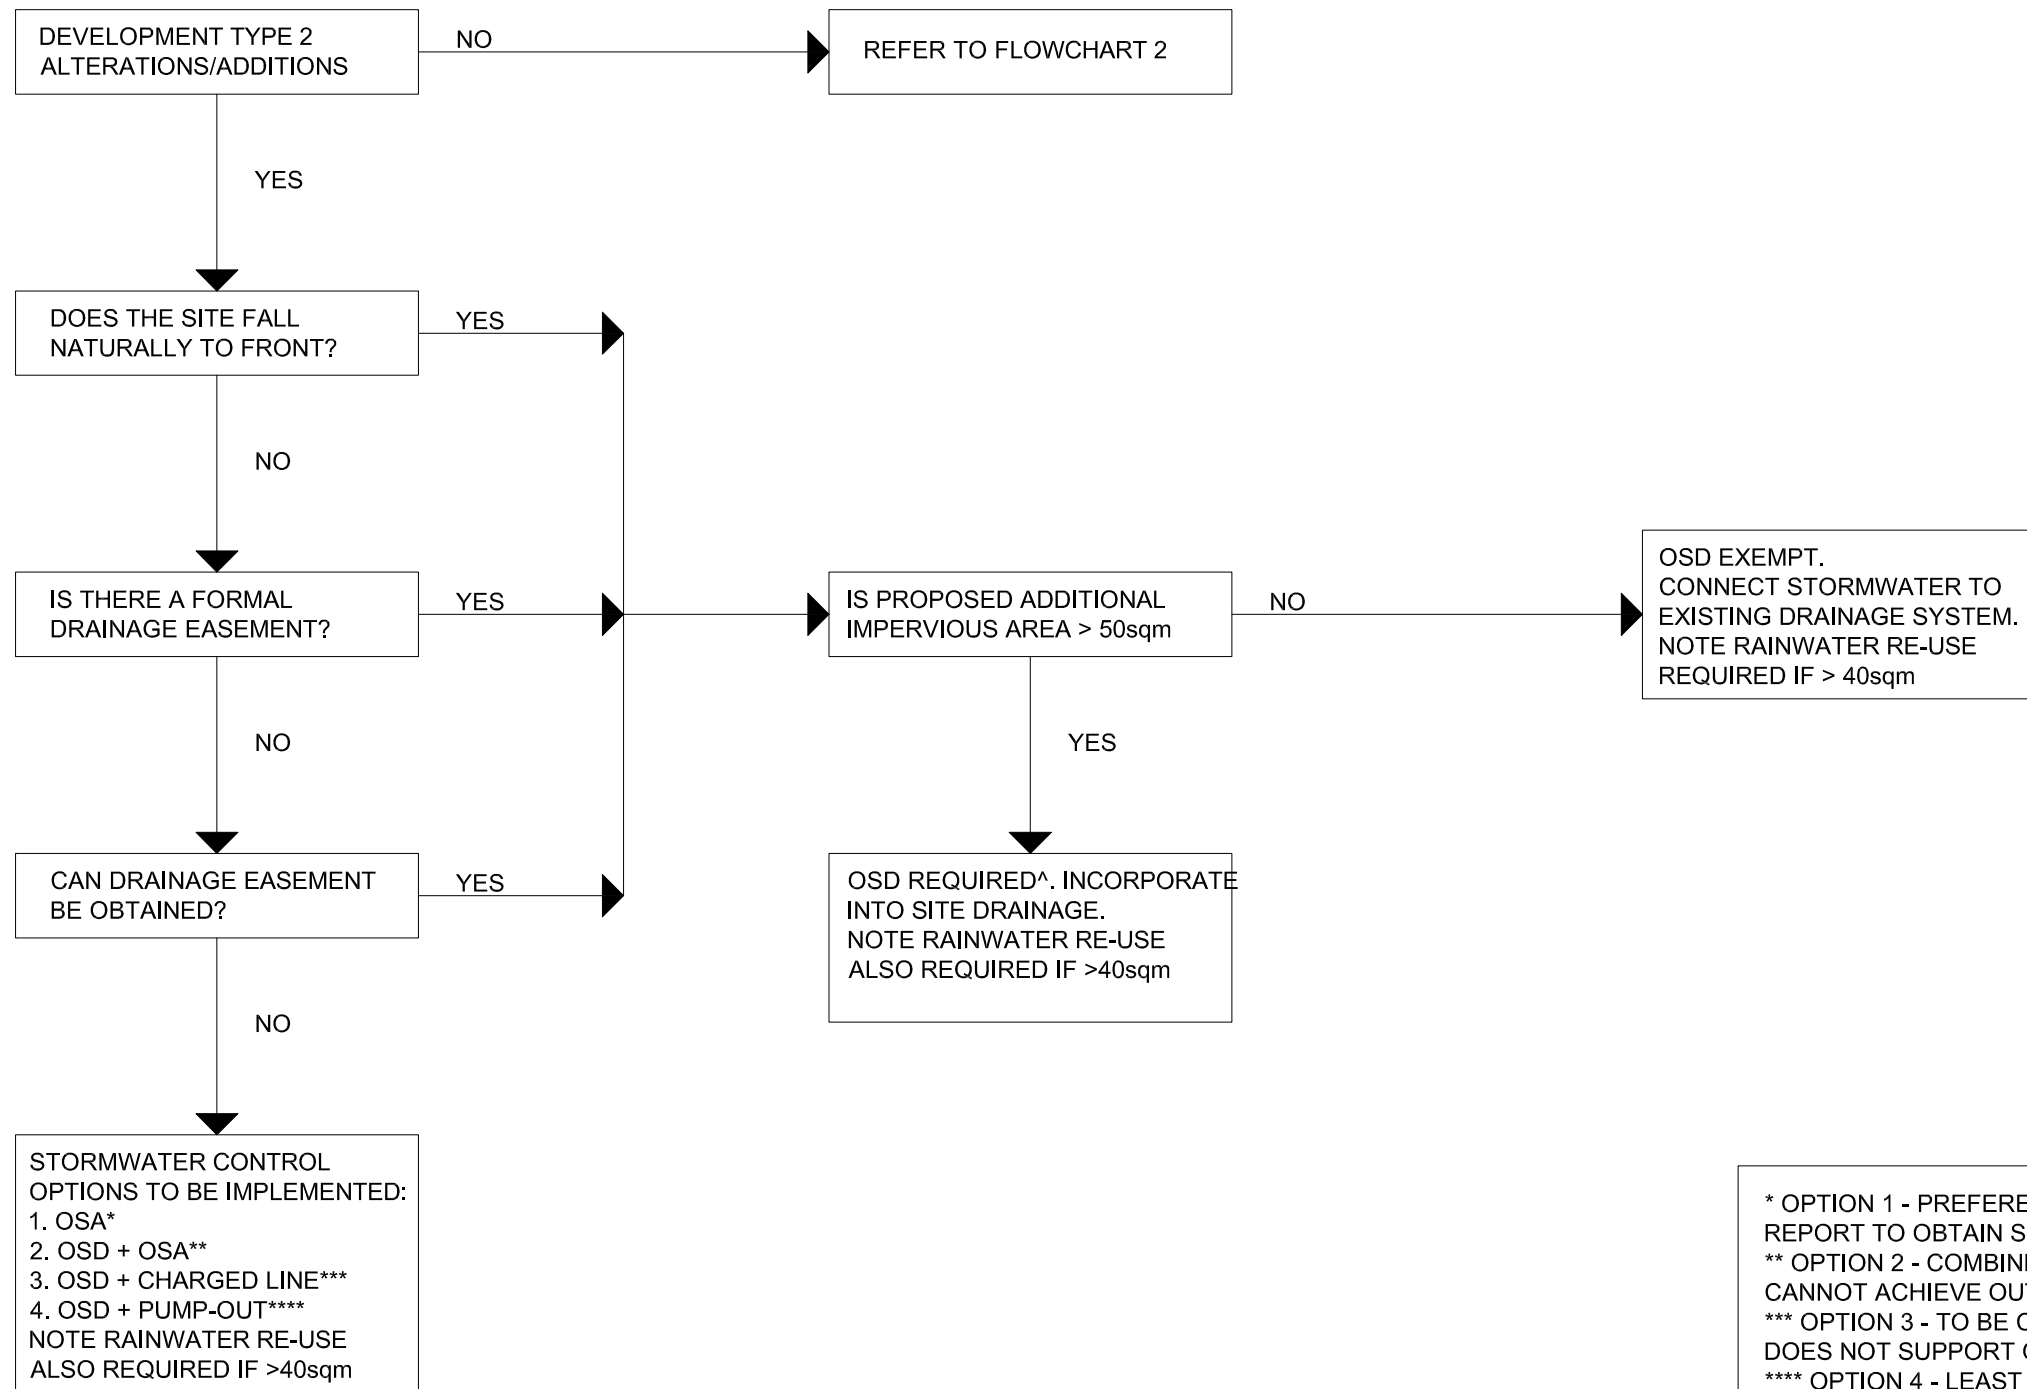 DEVELOPMENT TYPE 2
ALTERATIONS/ADDITIONS
NO
REFER TO FLOWCHART 2
YES
DOES THE SITE FALL
NATURALLY TO FRONT?
YES
NO
IS THERE A FORMAL
DRAINAGE EASEMENT?
YES
IS PROPOSED ADDITIONAL
IMPERVIOUS AREA > 50sqm
NO
OSD EXEMPT.
CONNECT STORMWATER TO
EXISTING DRAINAGE SYSTEM.
NOTE RAINWATER RE-USE
REQUIRED IF > 40sqm
NO
YES
CAN DRAINAGE EASEMENT
BE OBTAINED?
YES
OSD REQUIRED^. INCORPORATE
INTO SITE DRAINAGE.
NOTE RAINWATER RE-USE
ALSO REQUIRED IF >40sqm
NO
STORMWATER CONTROL
OPTIONS TO BE IMPLEMENTED:
1. OSA*
2. OSD + OSA**
3. OSD + CHARGED LINE***
4. OSD + PUMP-OUT****
NOTE RAINWATER RE-USE
ALSO REQUIRED IF >40sqm
* OPTION 1 -
REPORT TO OBTAIN
** OPTION 2 -
CANNOT ACHIEVE
*** OPTION 3 - TO BE
DOES NOT SUPPORT
**** OPTION 4 - LEAST